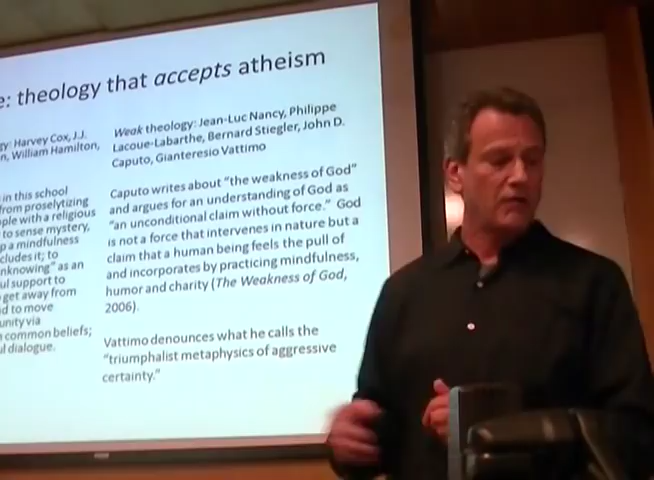 e: theology that accepts atheism
gy: Harvey Cox, J.J.
n, William Hamilton,
in this school
from proselytizing
ple with a religious
to sense mystery,
p a mindfulness
cludes it; to
nknowing" as an
ul support to
get away from
d to move
unity via
common beliefs;
ul dialogue.
Weak theology: Jean-Luc Nancy, Philippe
Lacoue-Labarthe, Bernard Stiegler, John D.
Caputo, Gianteresio Vattimo
Caputo writes about "the weakness of God"
and argues for an understanding of God as
"an unconditional claim without force." God
is not a force that intervenes in nature but a
claim that a human being feels the pull of
and incorporates by practicing mindfulness,
humor and charity (The Weakness of God,
2006).
Vattimo denounces what he calls the
"triumphalist metaphysics of aggressive
certainty."